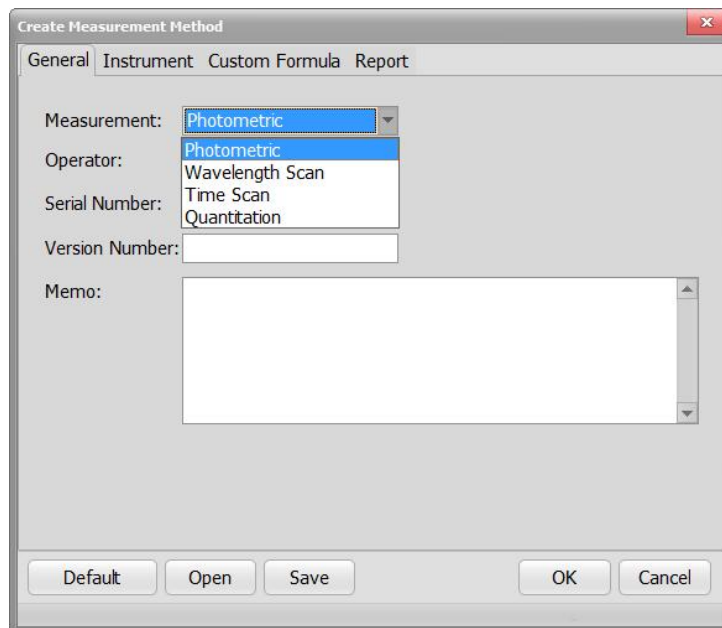 Create Measurement Method
General Instrument Custom Formula Report
Measurement: Photometric
Photometric
Operator:
Wavelength Scan
Time Scan
Serial Number:
Quantitation
Version Number:
Memo:
Default Open Save OK Cancel